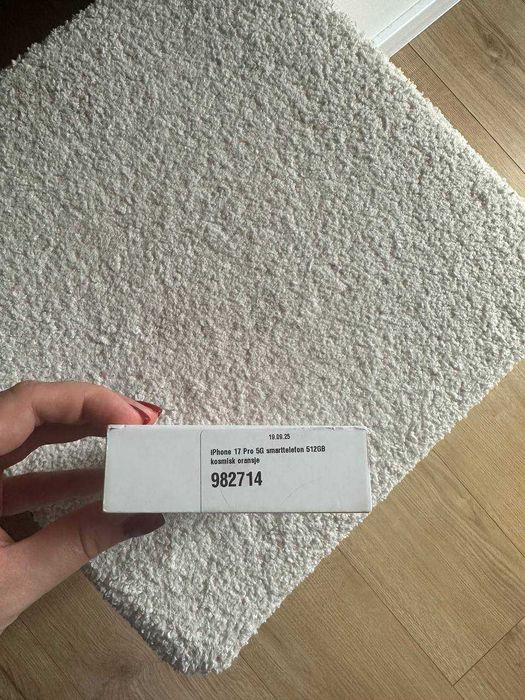 19.09.25
iPhone 17 Pro 5G smarttelefon 512GB
kosmisk oransje
982714